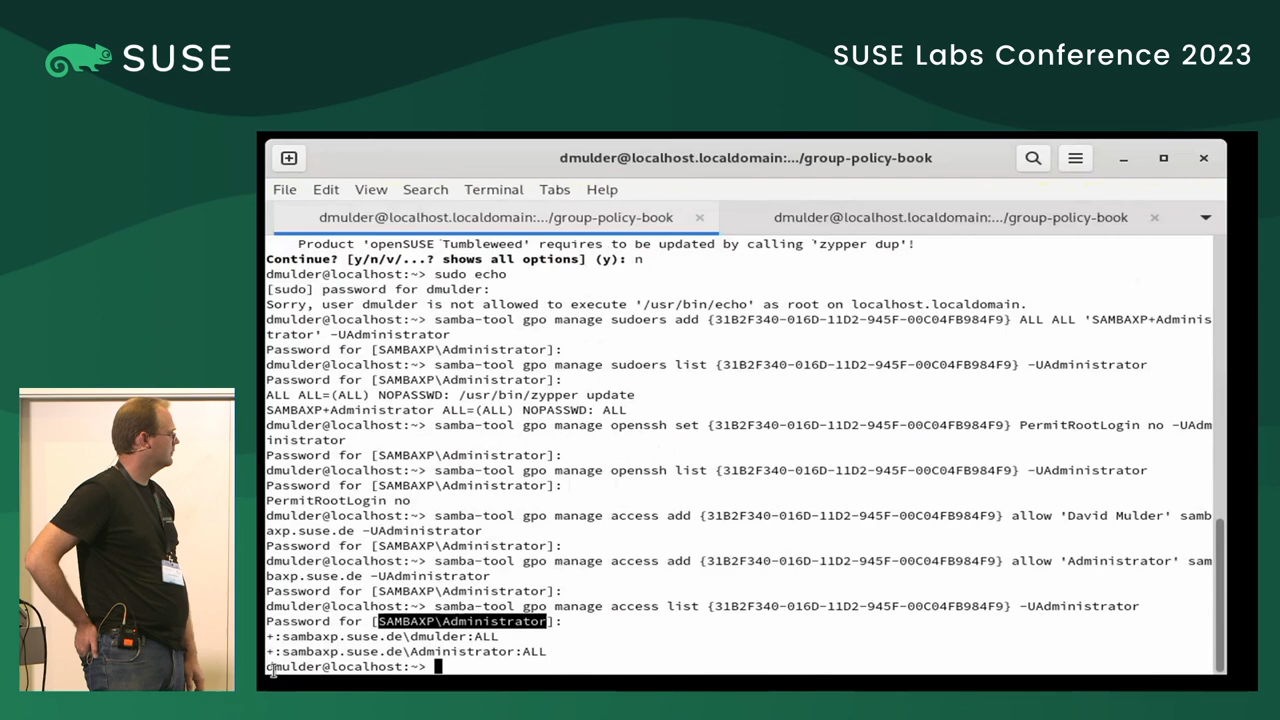 SUSE
SUSE Labs Conference 2023
dmulder@localhost.localdomain:.../group-policy-book
File Edit View Search Terminal Tabs Help
dmulder@localhost.localdomain:.../group-policy-book × dmulder@localhost.localdomain:.../group-policy-book ×
Product 'openSUSE Tumbleweed' requires to be updated by calling 'zypper dup'!
Continue? [y/n/v/...? shows all options] (y): n
dmulder@localhost:~> sudo echo
[sudo] password for dmulder:
Sorry, user dmulder is not allowed to execute '/usr/bin/echo' as root on localhost.localdomain.
dmulder@localhost:~> samba-tool gpo manage sudoers add {31B2F340-016D-11D2-945F-00C04FB984F9} ALL ALL 'SAMBAXP+Adminis
trator' -UAdministrator
Password for [SAMBAXP\Administrator]:
dmulder@localhost:~> samba-tool gpo manage sudoers list {31B2F340-016D-11D2-945F-00C04FB984F9} -UAdministrator
Password for [SAMBAXP\Administrator]:
ALL ALL=(ALL) NOPASSWD: /usr/bin/zypper update
SAMBAXP+Administrator ALL=(ALL) NOPASSWD: ALL
dmulder@localhost:~> samba-tool gpo manage openssh set {31B2F340-016D-11D2-945F-00C04FB984F9} PermitRootLogin no -UAdm
inistrator
Password for [SAMBAXP\Administrator]:
dmulder@localhost:~> samba-tool gpo manage openssh list {31B2F340-016D-11D2-945F-00C04FB984F9} -UAdministrator
Password for [SAMBAXP\Administrator]:
PermitRootLogin no
dmulder@localhost:~> samba-tool gpo manage access add {31B2F340-016D-11D2-945F-00C04FB984F9} allow 'David Mulder' samb
axp.suse.de -UAdministrator
Password for [SAMBAXP\Administrator]:
dmulder@localhost:~> samba-tool gpo manage access add {31B2F340-016D-11D2-945F-00C04FB984F9} allow 'Administrator' sam
baxp.suse.de -UAdministrator
Password for [SAMBAXP\Administrator]:
dmulder@localhost:~> samba-tool gpo manage access list {31B2F340-016D-11D2-945F-00C04FB984F9} -UAdministrator
Password for [SAMBAXP\Administrator]:
+:sambaxp.suse.de\dmulder:ALL
+:sambaxp.suse.de\Administrator:ALL
dmulder@localhost:~>